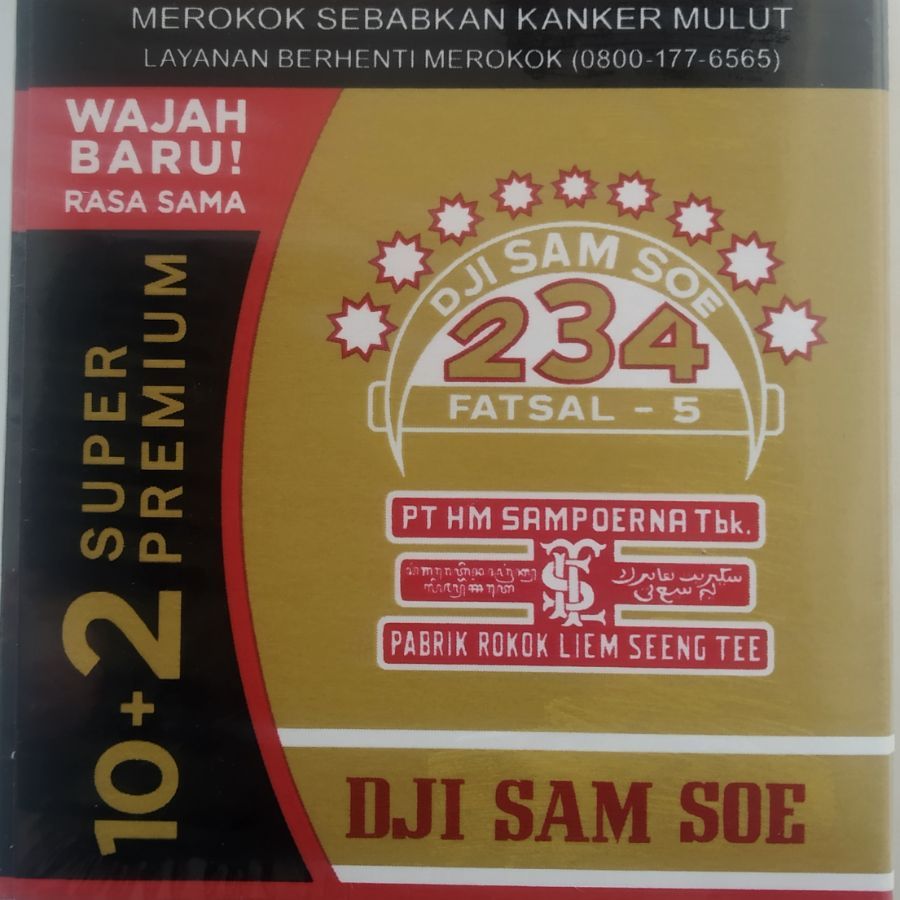 MEROKOK SEBABKAN KANKER MULUT
LAYANAN BERHENTI MEROKOK (0800-177-6565)
WAJAH
BARU!
RASA SAMA
10+2 SUPER
PREMIUM
DJI SAM SOE
234
FATSAL - 5
PT HM SAMPOERNA Tbk.
PABRIK ROKOK LIEM SEENG TEE
DJI SAM SOE